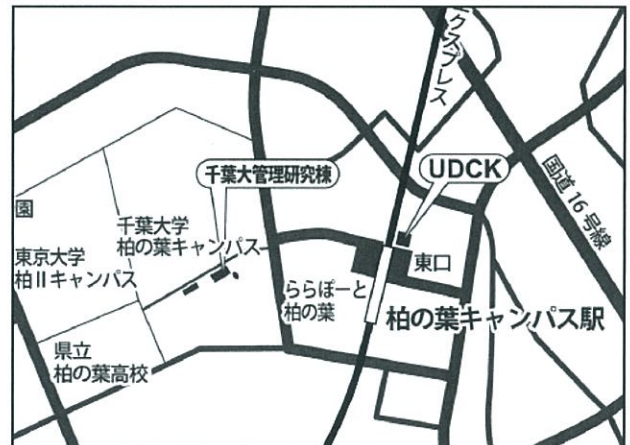 クスプレス
千葉大管理研究棟
UDCK
国道16号線
園
千葉大学
柏の葉キャンパス
東京大学
柏Ⅱキャンパス
東口
ららぽーと
柏の葉
柏の葉キャンパス駅
県立
柏の葉高校